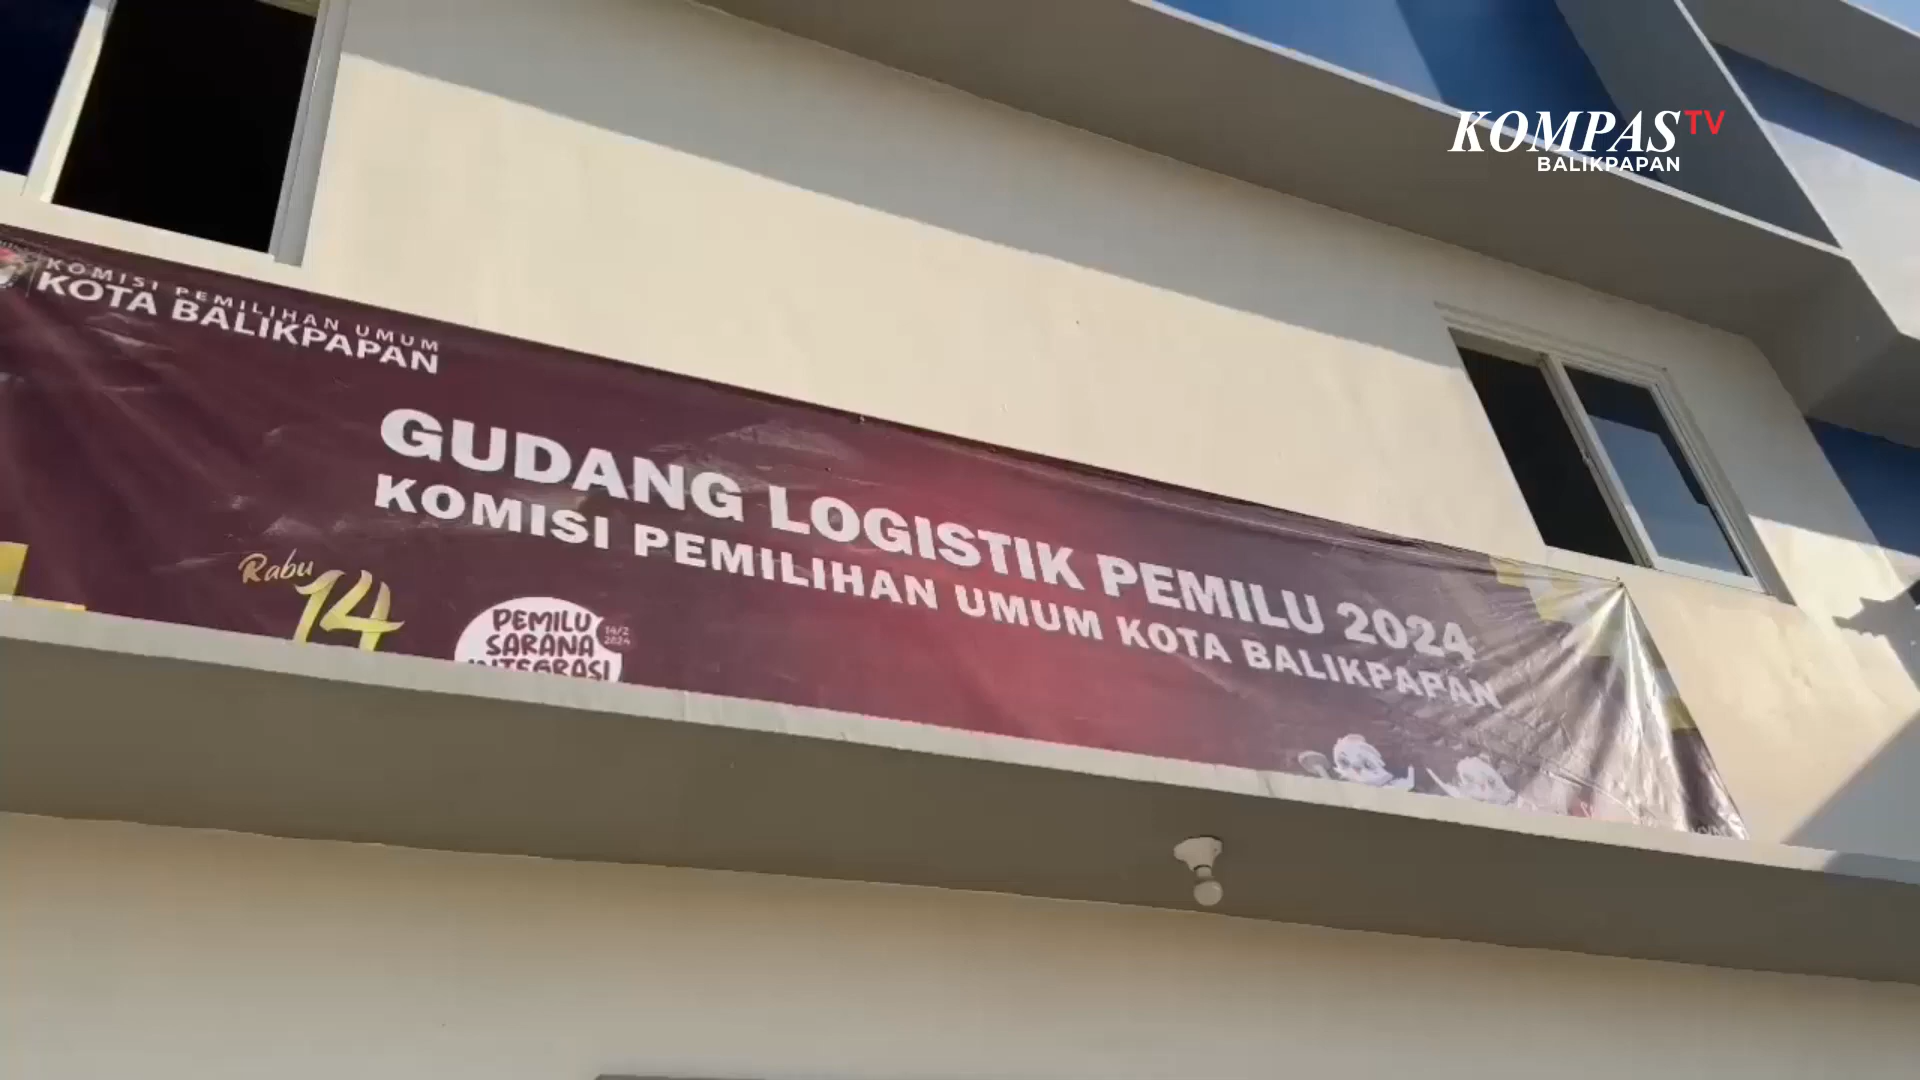 KOMPAS TV
BALIKPAPAN
KOMISI PEMILIHAN UMUM
KOTA BALIKPAPAN
GUDANG LOGISTIK PEMILU 2024
KOMISI PEMILIHAN UMUM KOTA BALIKPAPAN
Rabu
14
PEMILU
SARANA
INTEGRASI
14/2
2024